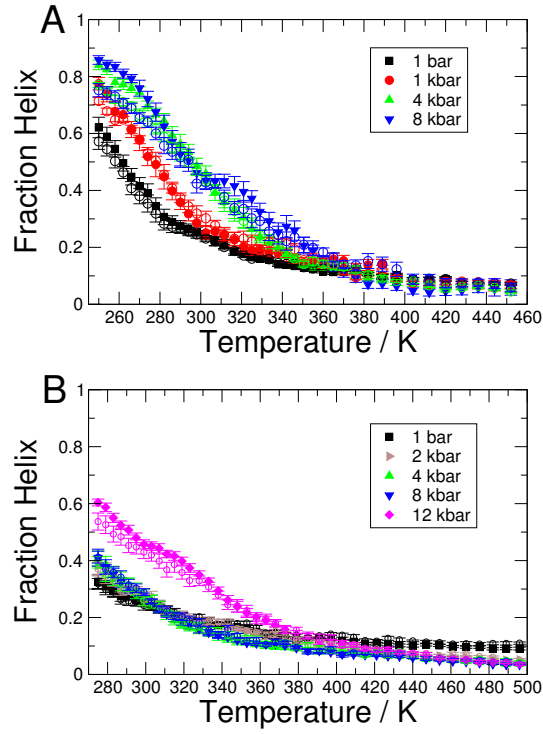 A
1
0.8
0.6
0.4
0.2
0
Fraction Helix
1 bar
1 kbar
4 kbar
8 kbar
260 280 300 320 340 360 380 400 420 440 460
Temperature / K
B
1
0.8
0.6
0.4
0.2
0
Fraction Helix
1 bar
2 kbar
4 kbar
8 kbar
12 kbar
280 300 320 340 360 380 400 420 440 460 480 500
Temperature / K